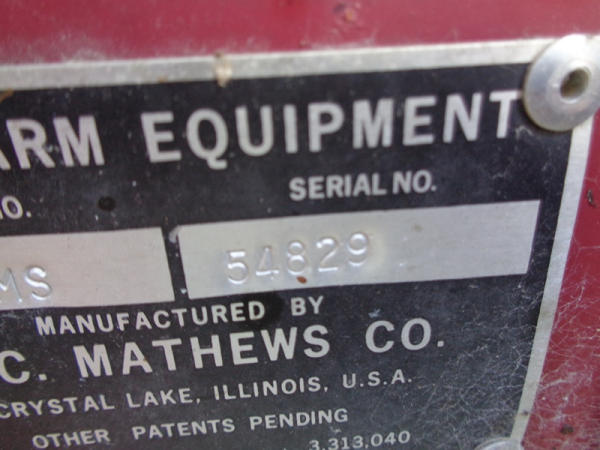 ARM EQUIPMENT
NO. SERIAL NO.
MS 54829
MANUFACTURED BY
C. MATHEWS CO.
CRYSTAL LAKE, ILLINOIS, U.S.A.
OTHER PATENTS PENDING
3,313,040